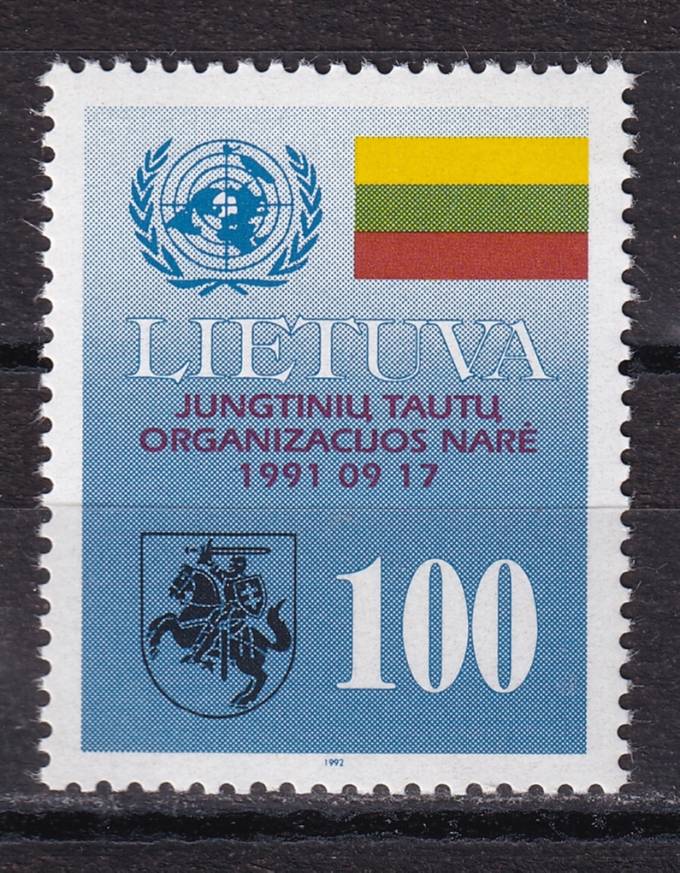 LIETUVA
JUNGTINIŲ TAUTŲ
ORGANIZACIJOS NARĖ
1991 09 17
100
1992